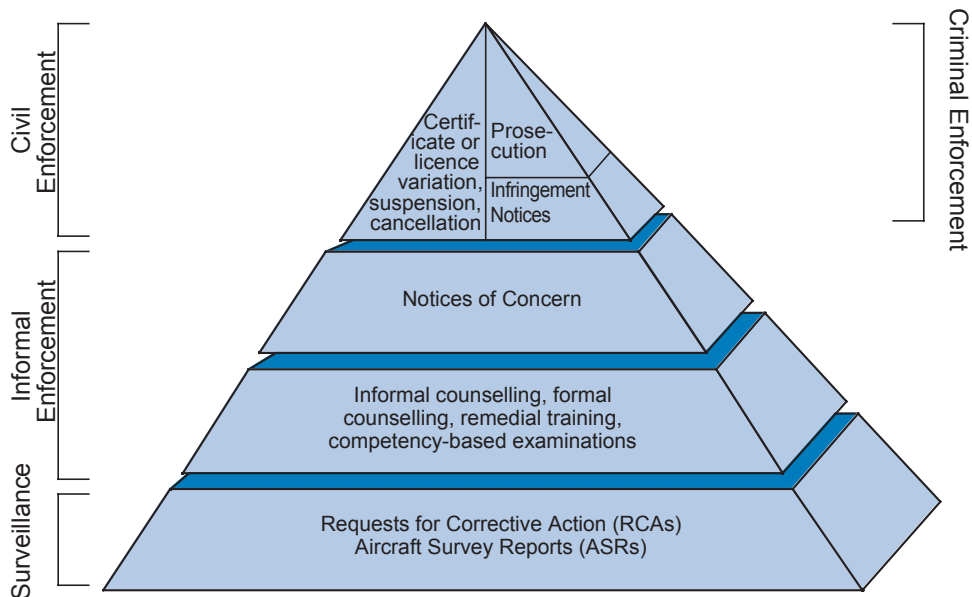 Civil
Enforcement
Criminal Enforcement
Certif-
icate or
licence
variation,
suspension,
cancellation
Prose-
cution
Infringement
Notices
Informal
Enforcement
Notices of Concern
Informal counselling, formal
counselling, remedial training,
competency-based examinations
Surveillance
Requests for Corrective Action (RCAs)
Aircraft Survey Reports (ASRs)